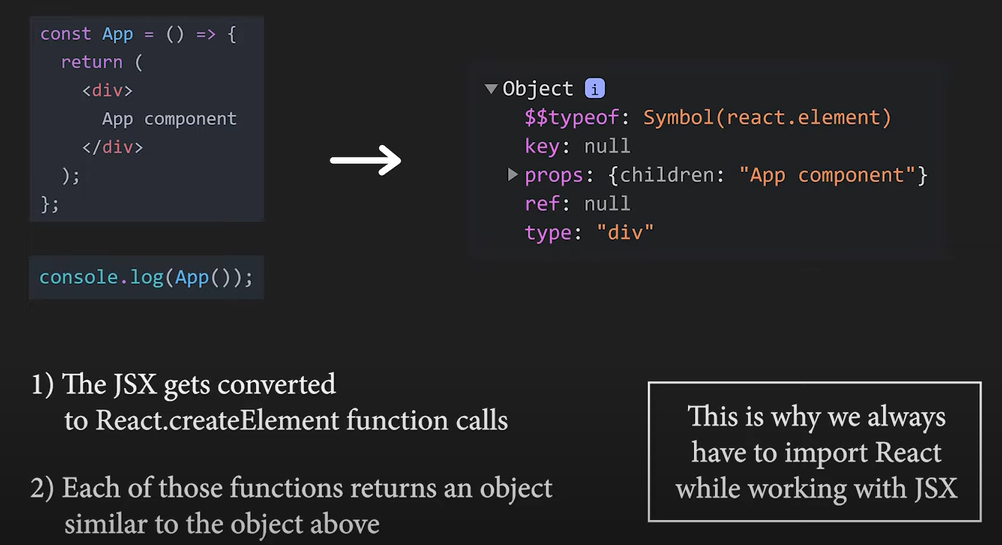 const App = () => {
return (
<div>
App component
</div>
);
};
console.log(App());
Object i
$$typeof: Symbol(react.element)
key: null
props: {children: "App component"}
ref: null
type: "div"
1) The JSX gets converted
to React.createElement function calls
2) Each of those functions returns an object
similar to the object above
This is why we always
have to import React
while working with JSX